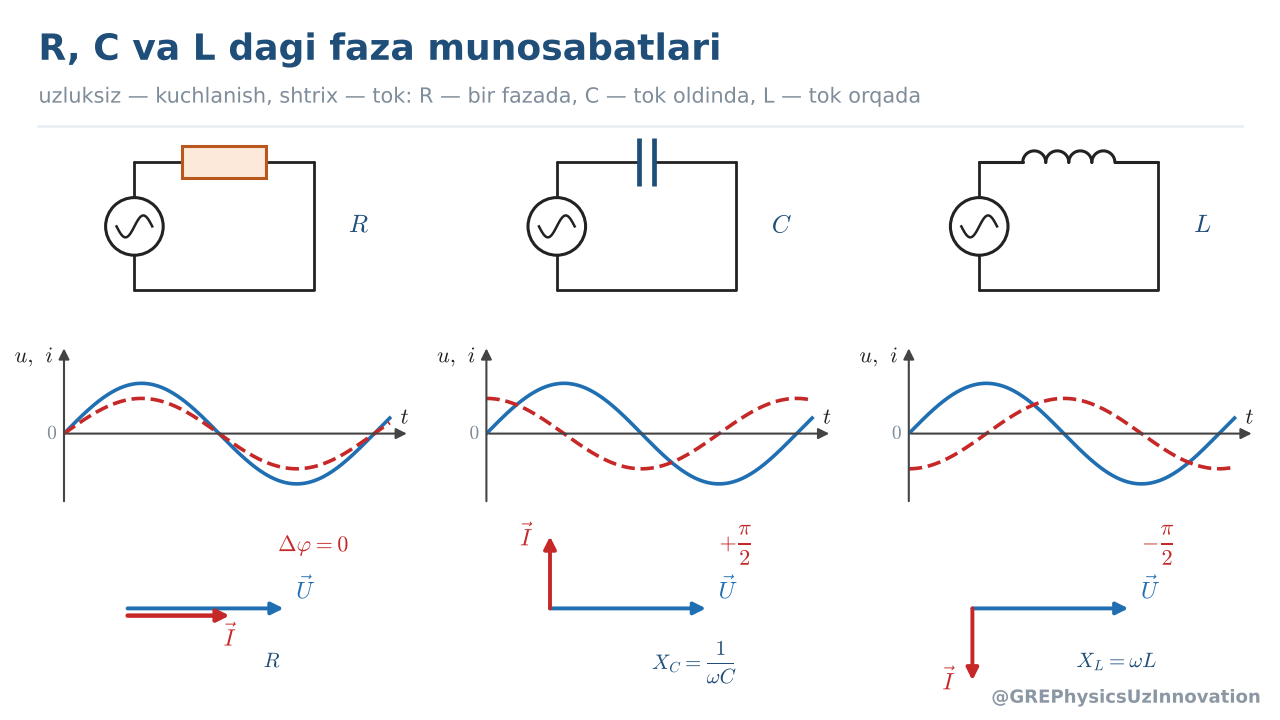 R, C va L dagi faza munosabatlari
uzluksiz — kuchlanish, shtrix — tok: R — bir fazada, C — tok oldinda, L — tok orqada
R
C
L
u, i
t
0
u, i
t
0
u, i
t
0
Δφ = 0
U⃗
I⃗
R
I⃗
+π/2
U⃗
X_C = 1/ωC
−π/2
U⃗
I⃗
X_L = ωL
@GREPhysicsUzInnovation